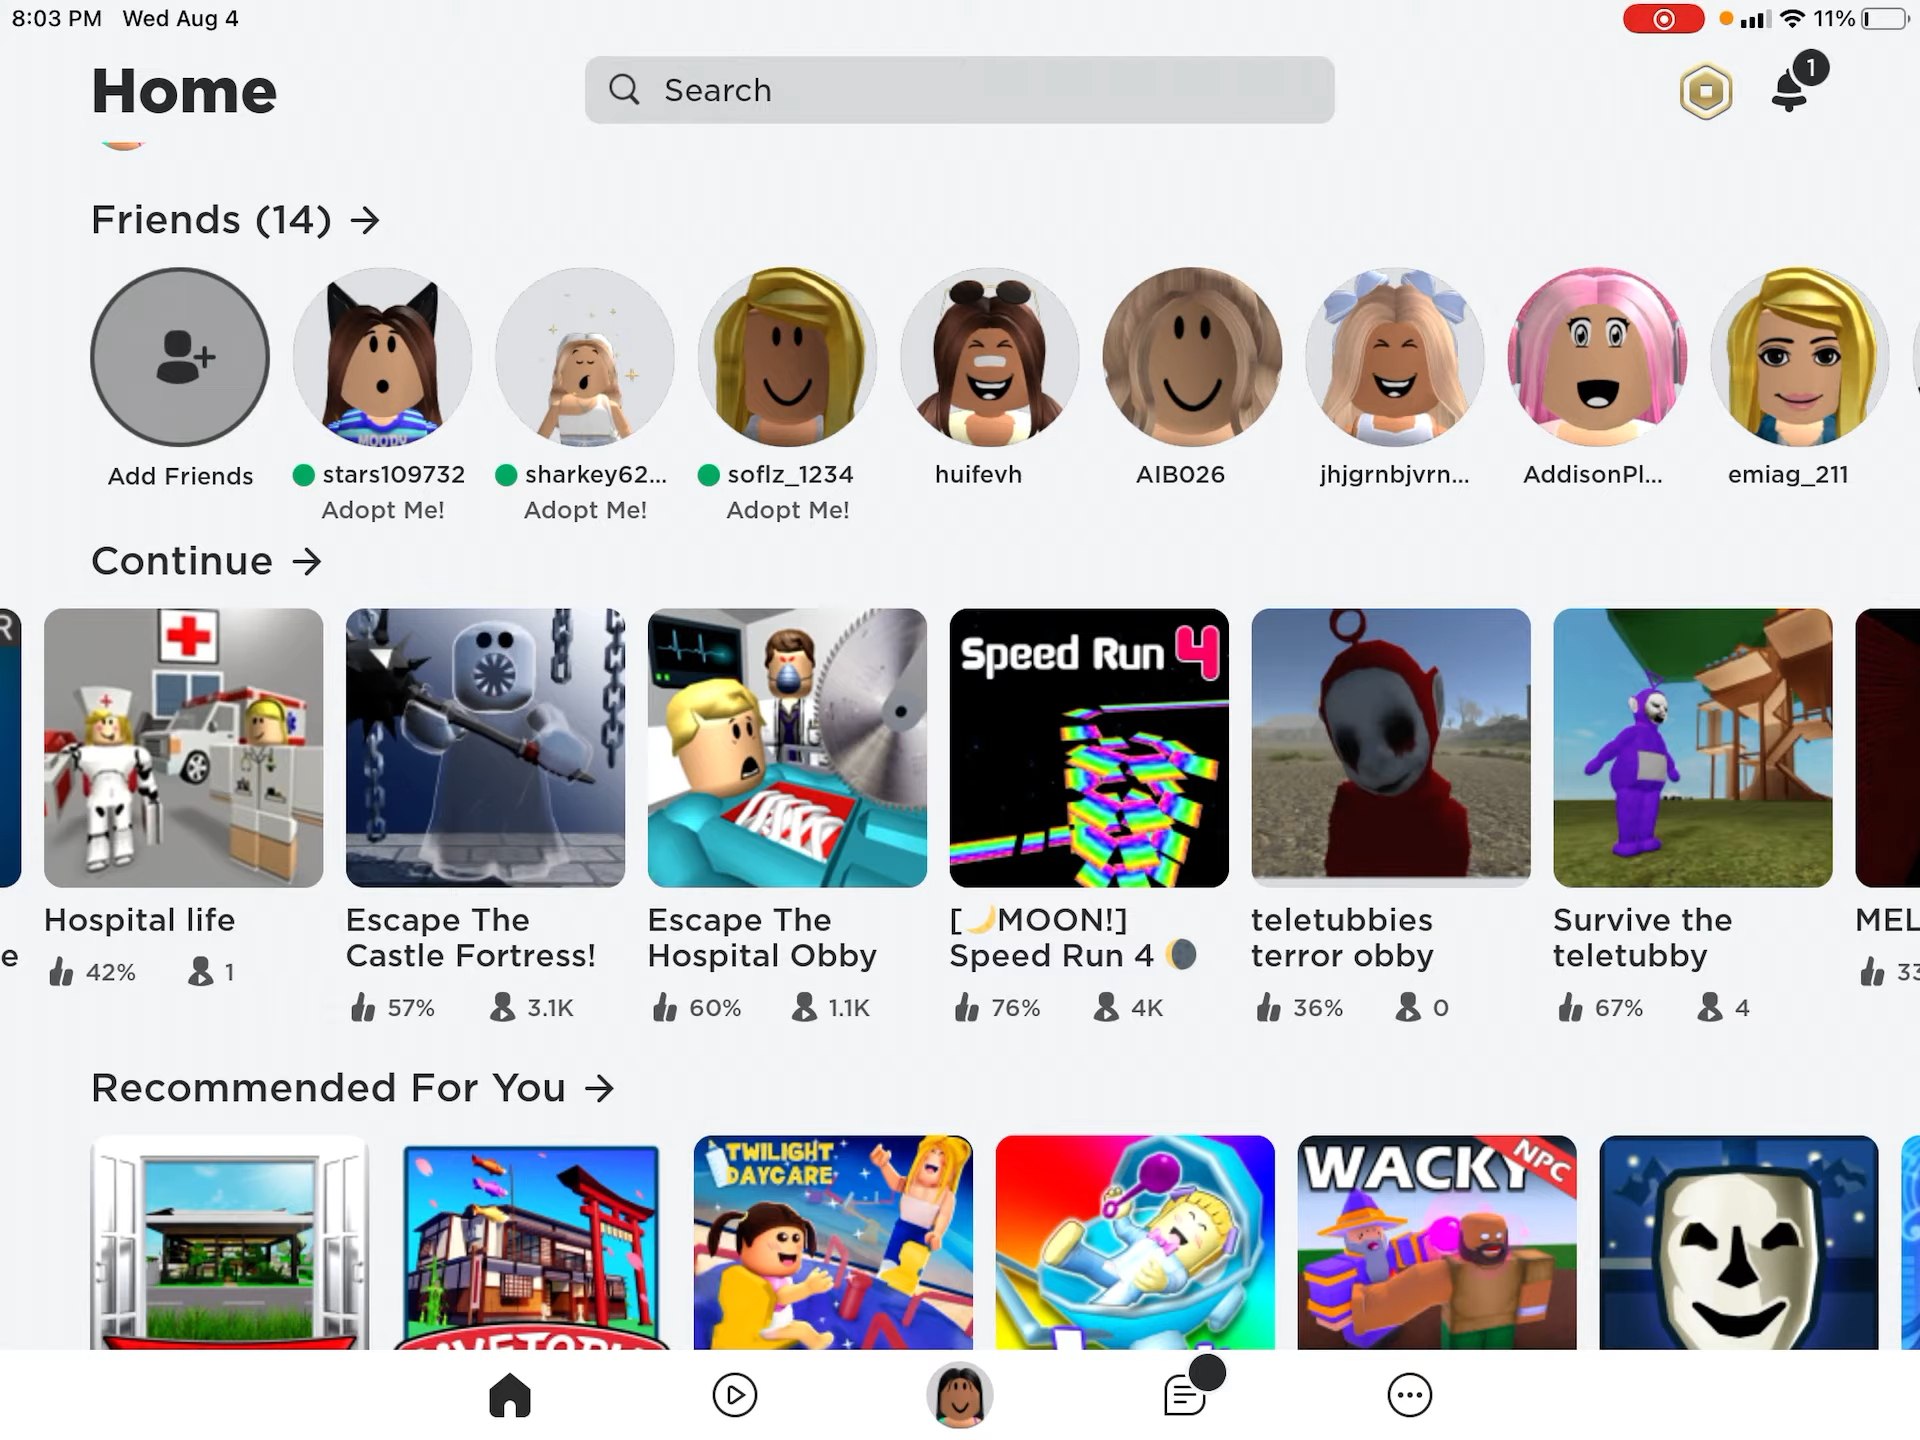 8:03 PM Wed Aug 4
11%
Home
Search
1
Friends (14) →
Add Friends
stars109732
sharkey62...
soflz_1234
huifevh
AIB026
jhjgrnbjvrn...
AddisonPl...
emiag_211
Adopt Me!
Adopt Me!
Adopt Me!
MOODY
Continue →
R
Speed Run 4
e
Hospital life
42% 1
Escape The
Castle Fortress!
57% 3.1K
Escape The
Hospital Obby
60% 1.1K
[🌙MOON!]
Speed Run 4 🌘
76% 4K
teletubbies
terror obby
36% 0
Survive the
teletubby
67% 4
MEL
33
Recommended For You →
TWILIGHT
DAYCARE
WACKY
NPC